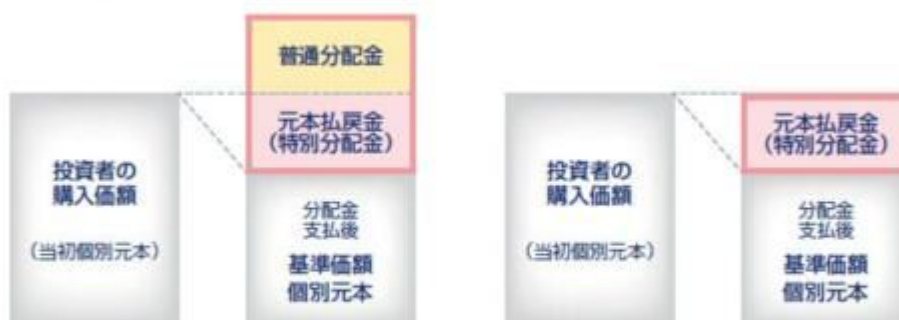 普通分配金
元本払戻金
（特別分配金）
投資者の
購入価額
（当初個別元本）
分配金
支払後
基準価額
個別元本
元本払戻金
（特別分配金）
投資者の
購入価額
（当初個別元本）
分配金
支払後
基準価額
個別元本